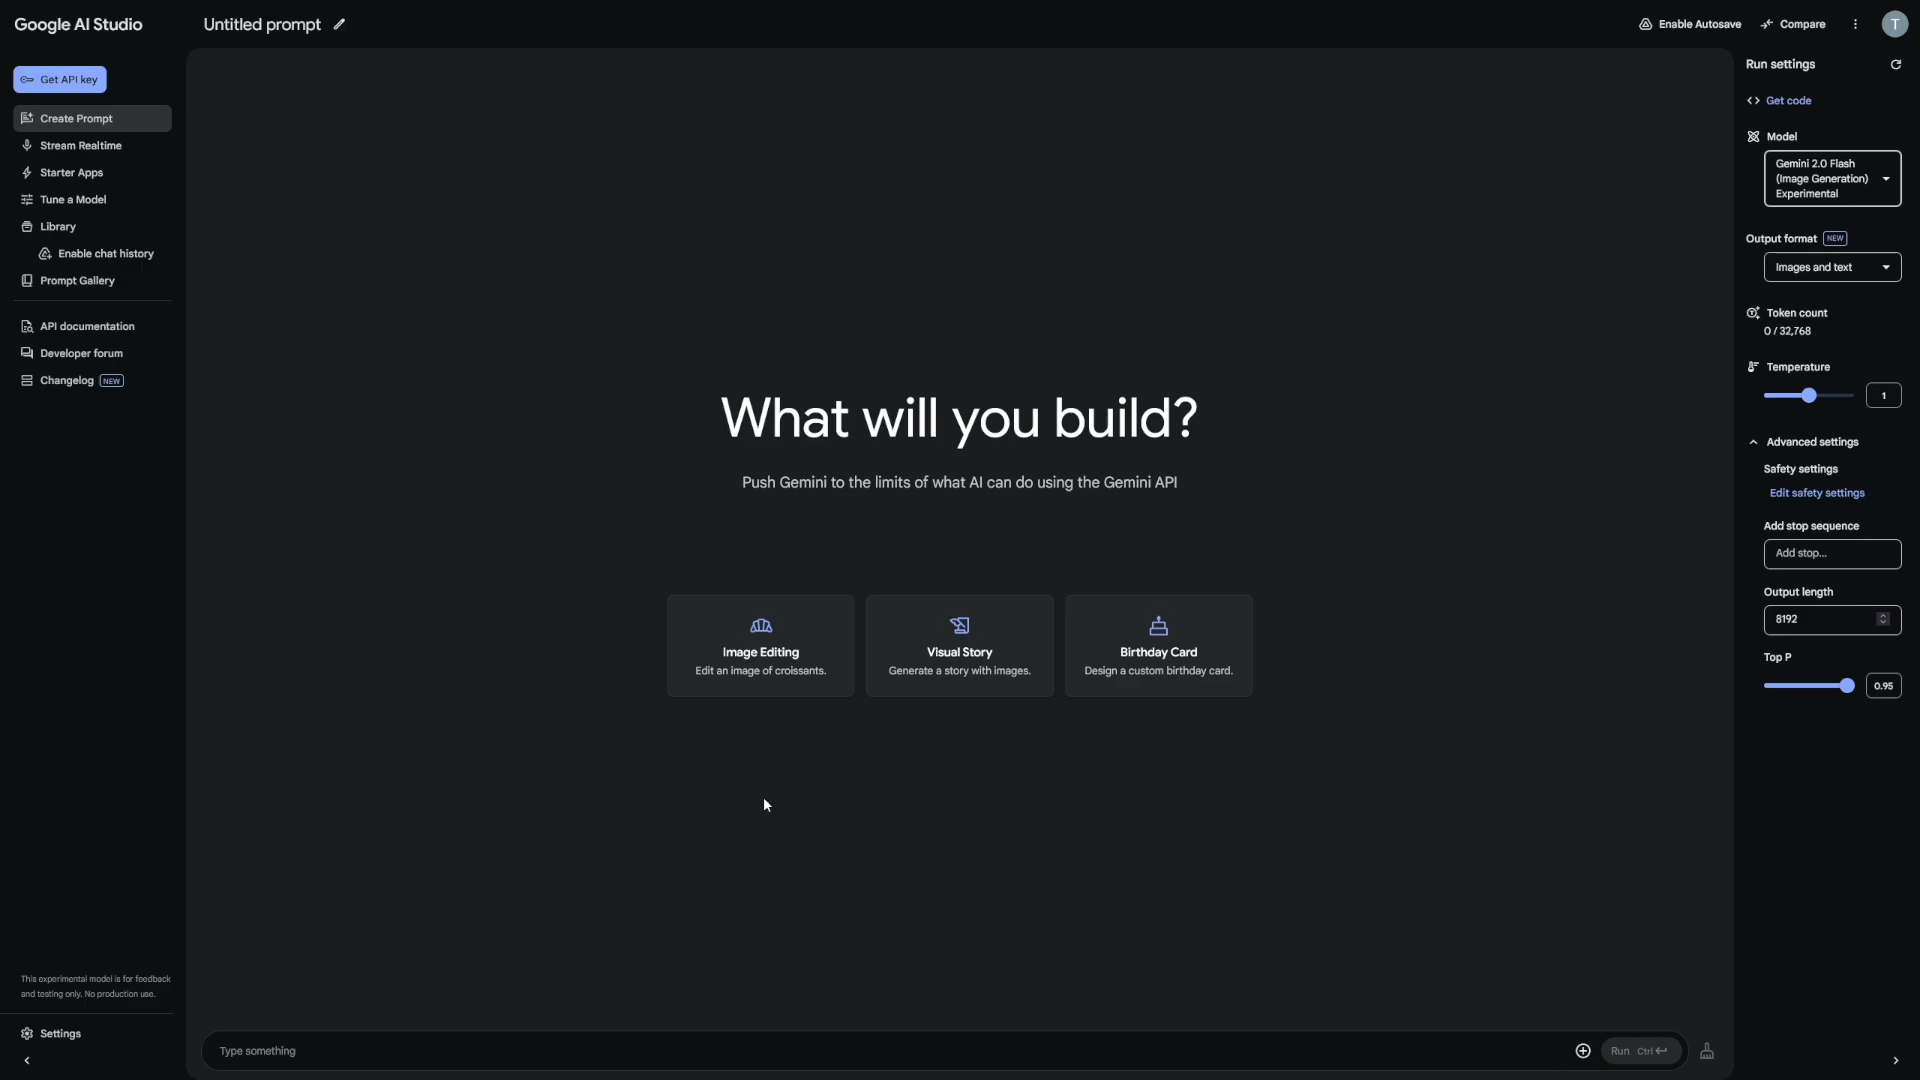 Google AI Studio
Untitled prompt
Enable Autosave
Compare
T
Get API key
Create Prompt
Stream Realtime
Starter Apps
Tune a Model
Library
Enable chat history
Prompt Gallery
API documentation
Developer forum
Changelog NEW
This experimental model is for feedback
and testing only. No production use.
Settings
What will you build?
Push Gemini to the limits of what AI can do using the Gemini API
Image Editing
Edit an image of croissants.
Visual Story
Generate a story with images.
Birthday Card
Design a custom birthday card.
Type something
Run Ctrl
Run settings
Get code
Model
Gemini 2.0 Flash
(Image Generation)
Experimental
Output format NEW
Images and text
Token count
0 / 32,768
Temperature
1
Advanced settings
Safety settings
Edit safety settings
Add stop sequence
Add stop...
Output length
8192
Top P
0.95